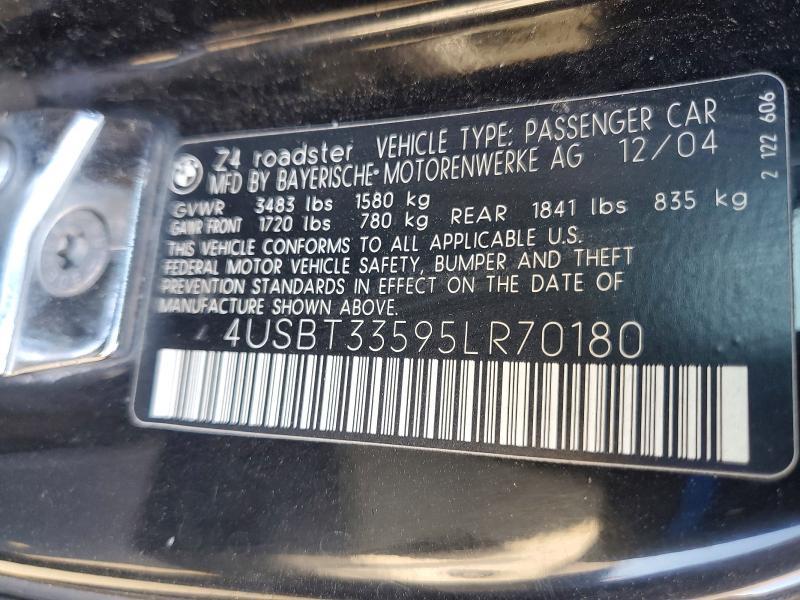 BMW
Z4 roadster VEHICLE TYPE: PASSENGER CAR
MFD BY BAYERISCHE MOTORENWERKE AG 12/04
GVWR 3483 lbs 1580 kg
GAWR FRONT 1720 lbs 780 kg REAR 1841 lbs 835 kg
THIS VEHICLE CONFORMS TO ALL APPLICABLE U.S.
FEDERAL MOTOR VEHICLE SAFETY, BUMPER AND THEFT
PREVENTION STANDARDS IN EFFECT ON THE DATE OF
MANUFACTURE SHOWN ABOVE.
4USBT33595LR70180
2 122 606